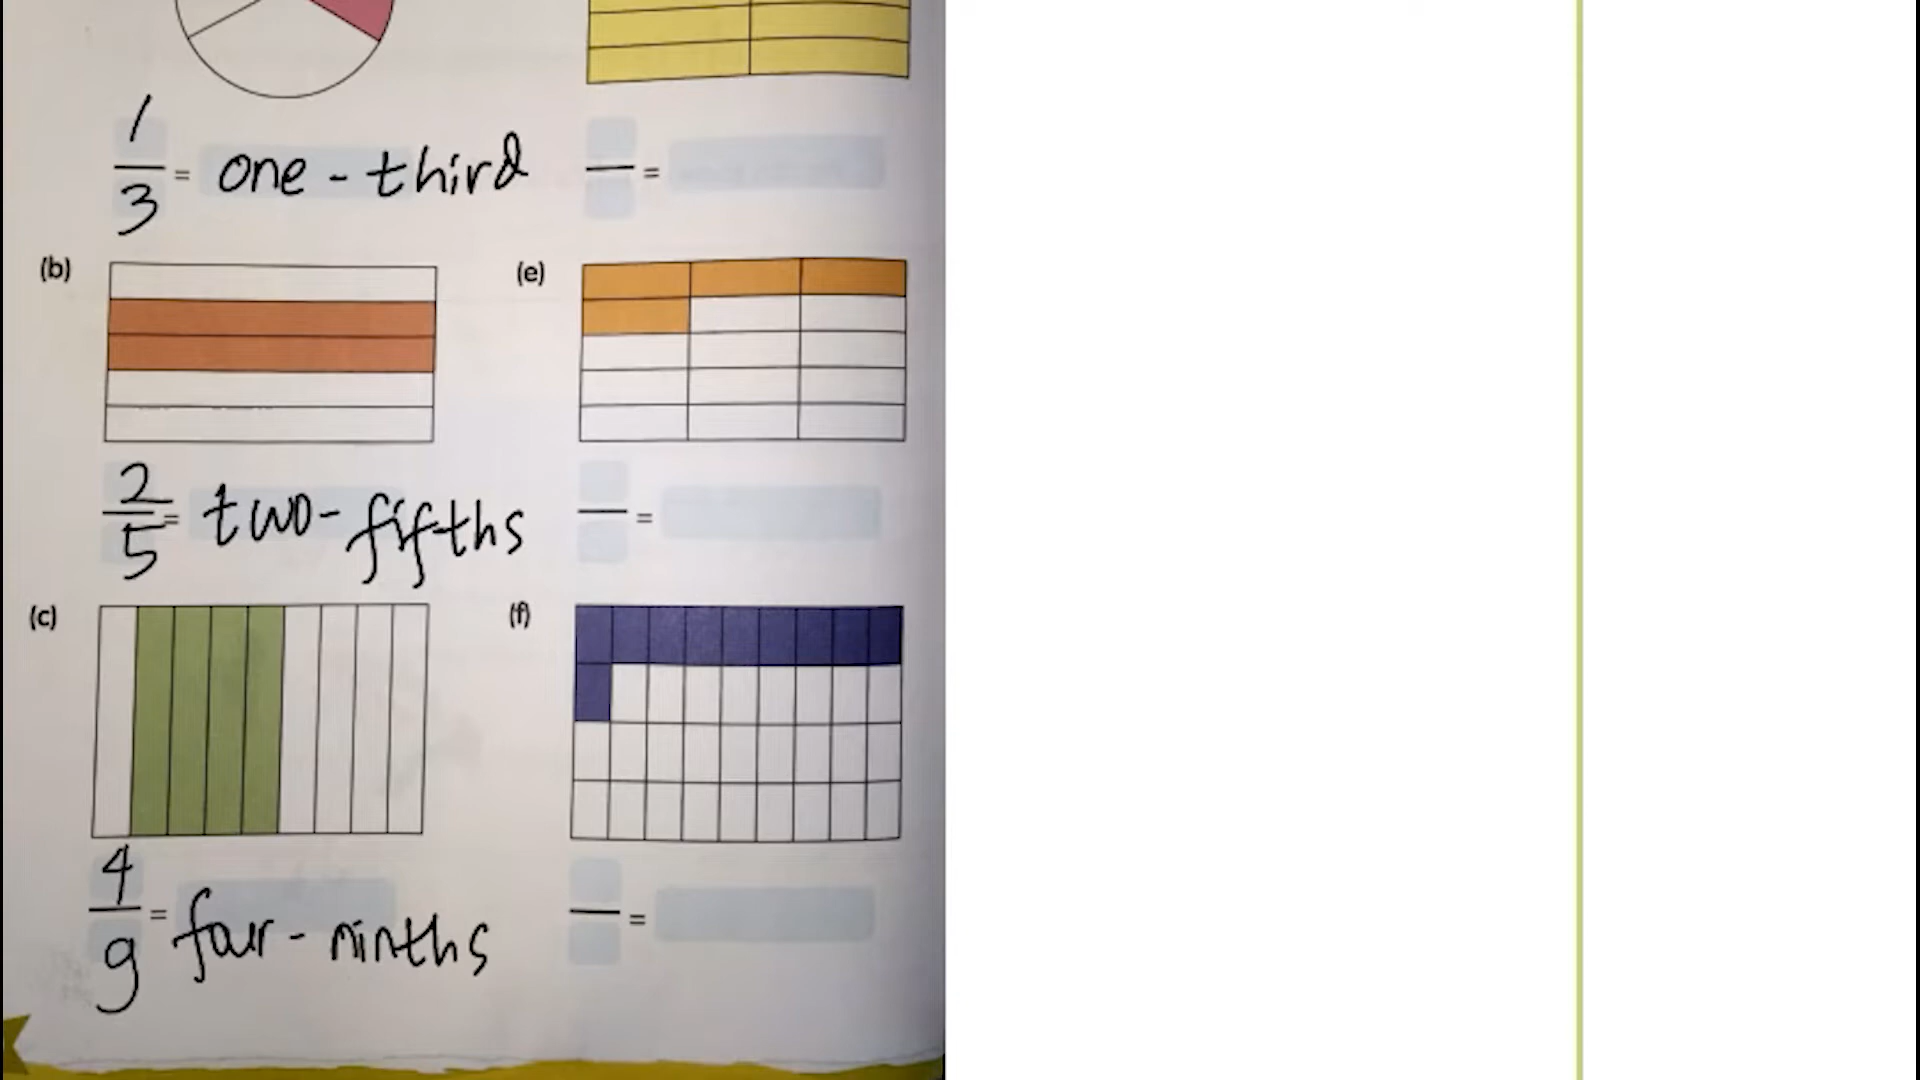 1
3 = one-third
=
(b)
2
5 = two-fifths
(e)
=
(c)
4
9 = four-ninths
(f)
=